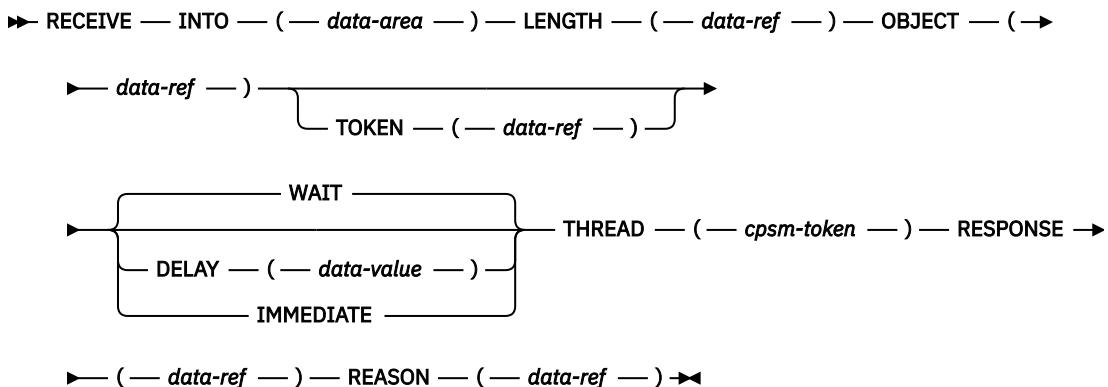 RECEIVE INTO ( data-area ) LENGTH ( data-ref ) OBJECT (
data-ref )
TOKEN ( data-ref )
WAIT
THREAD ( cpsm-token ) RESPONSE
DELAY ( data-value )
IMMEDIATE
( data-ref ) REASON ( data-ref )